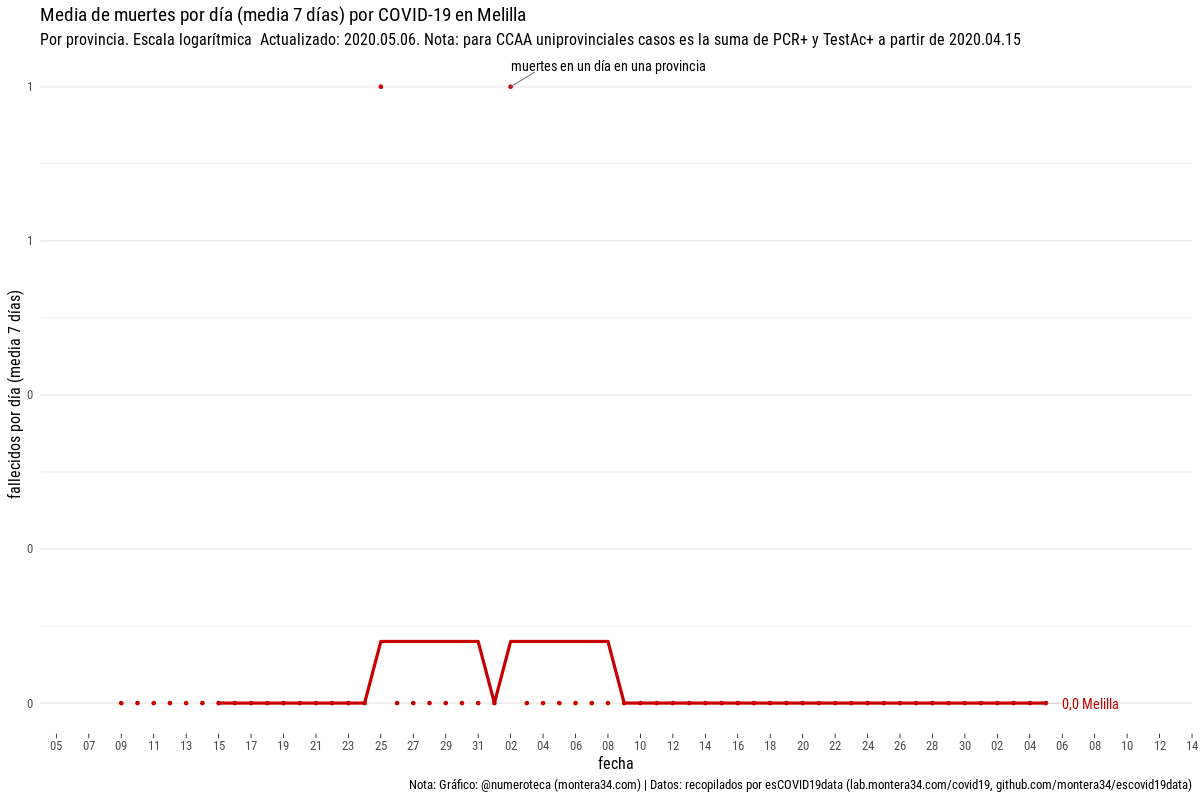 Media de muertes por día (media 7 días) por COVID-19 en Melilla
Por provincia. Escala logarítmica  Actualizado: 2020.05.06. Nota: para CCAA uniprovinciales casos es la suma de PCR+ y TestAc+ a partir de 2020.04.15
muertes en un día en una provincia
1
1
0
0
0
fallecidos por día (media 7 días)
0,0 Melilla
05 07 09 11 13 15 17 19 21 23 25 27 29 31 02 04 06 08 10 12 14 16 18 20 22 24 26 28 30 02 04 06 08 10 12 14
fecha
Nota: Gráfico: @numeroteca (montera34.com) | Datos: recopilados por esCOVID19data (lab.montera34.com/covid19, github.com/montera34/escovid19data)